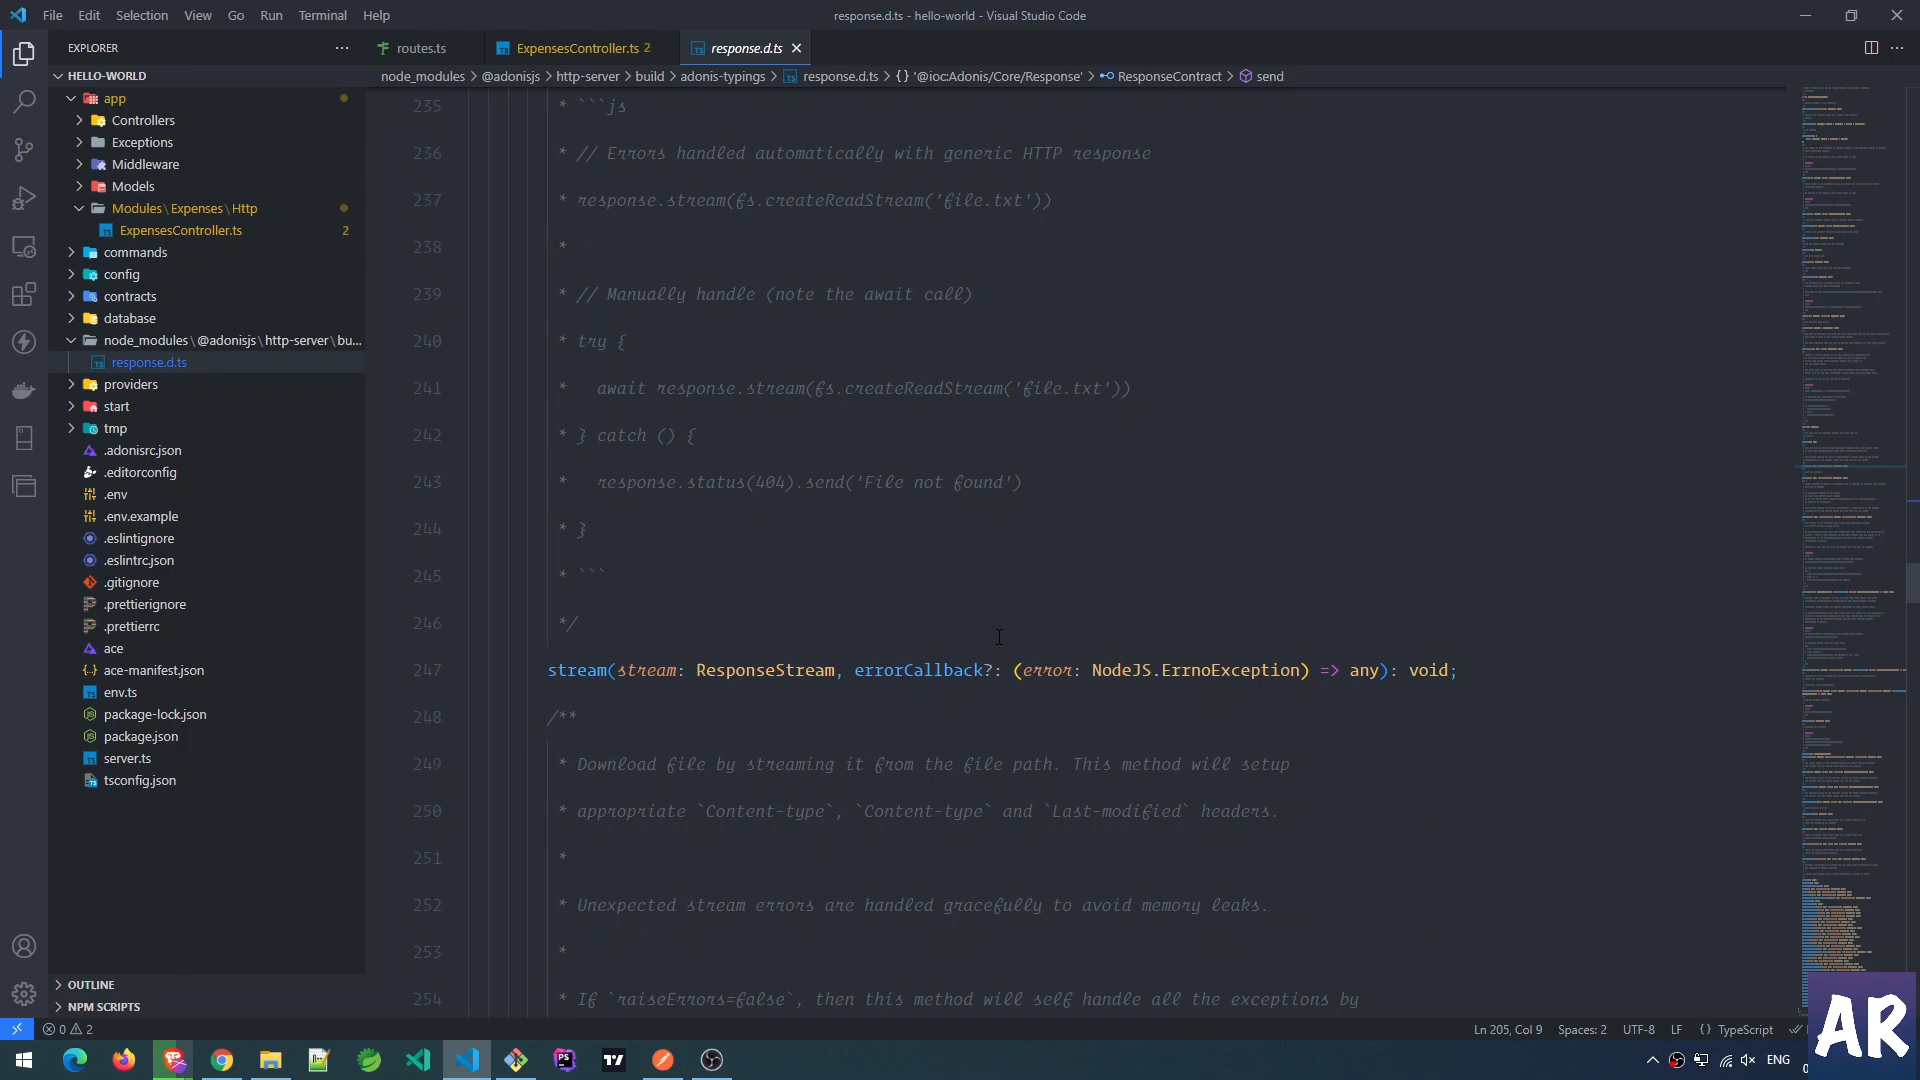 File Edit Selection View Go Run Terminal Help
response.d.ts - hello-world - Visual Studio Code
EXPLORER
routes.ts
ExpensesController.ts 2
response.d.ts
HELLO-WORLD
node_modules > @adonisjs > http-server > build > adonis-typings > response.d.ts > {} '@ioc:Adonis/Core/Response' > ResponseContract > send
app
Controllers
Exceptions
Middleware
Models
Modules\Expenses\Http
ExpensesController.ts 2
commands
config
contracts
database
node_modules\@adonisjs\http-server\bu...
response.d.ts
providers
start
tmp
.adonisrc.json
.editorconfig
.env
.env.example
.eslintignore
.eslintrc.json
.gitignore
.prettierignore
.prettierrc
ace
ace-manifest.json
env.ts
package-lock.json
package.json
server.ts
tsconfig.json
OUTLINE
NPM SCRIPTS
235 * ```js
236 * // Errors handled automatically with generic HTTP response
237 * response.stream(fs.createReadStream('file.txt'))
238 *
239 * // Manually handle (note the await call)
240 * try {
241 *   await response.stream(fs.createReadStream('file.txt'))
242 * } catch () {
243 *   response.status(404).send('File not found')
244 * }
245 * ```
246 */
247 stream(stream: ResponseStream, errorCallback?: (error: NodeJS.ErrnoException) => any): void;
248 /**
249 * Download file by streaming it from the file path. This method will setup
250 * appropriate `Content-type`, `Content-type` and `Last-modified` headers.
251 *
252 * Unexpected stream errors are handled gracefully to avoid memory leaks.
253 *
254 * If `raiseErrors=false`, then this method will self handle all the exceptions by
0 2
Ln 205, Col 9 Spaces: 2 UTF-8 LF {} TypeScript
AR
PS
ENG